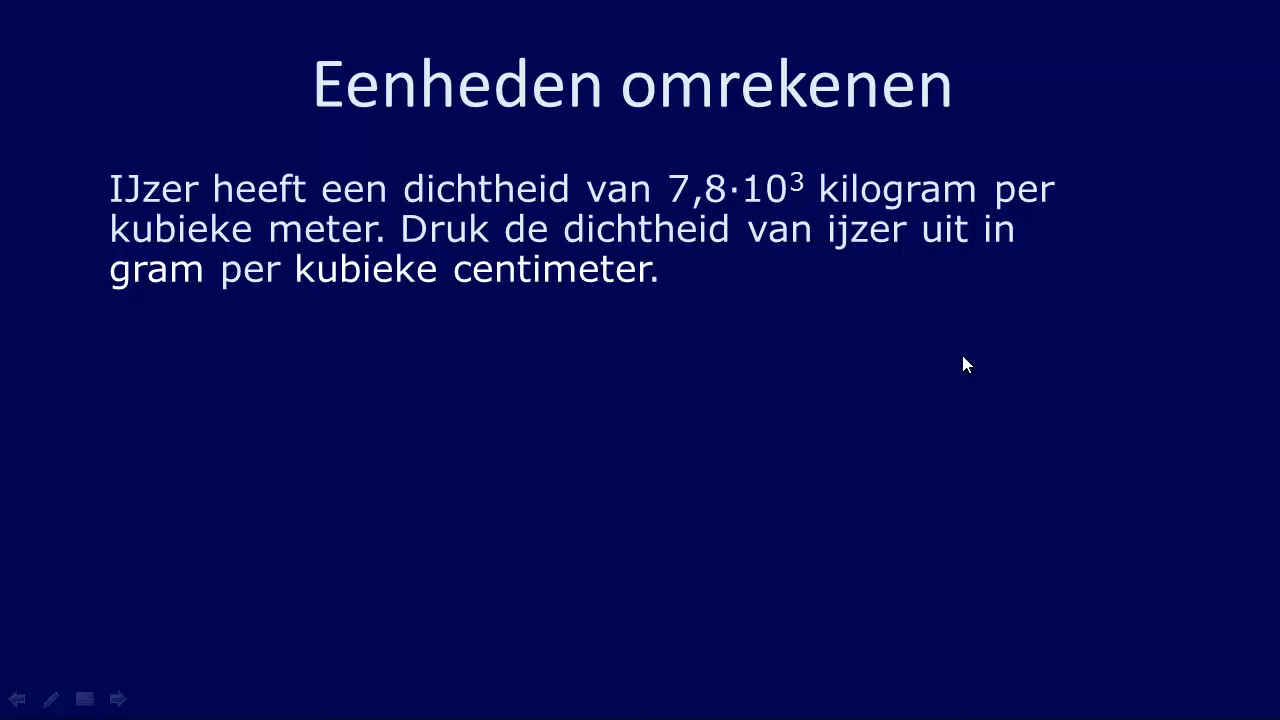 Eenheden omrekenen
IJzer heeft een dichtheid van 7,8·10³ kilogram per
kubieke meter. Druk de dichtheid van ijzer uit in
gram per kubieke centimeter.